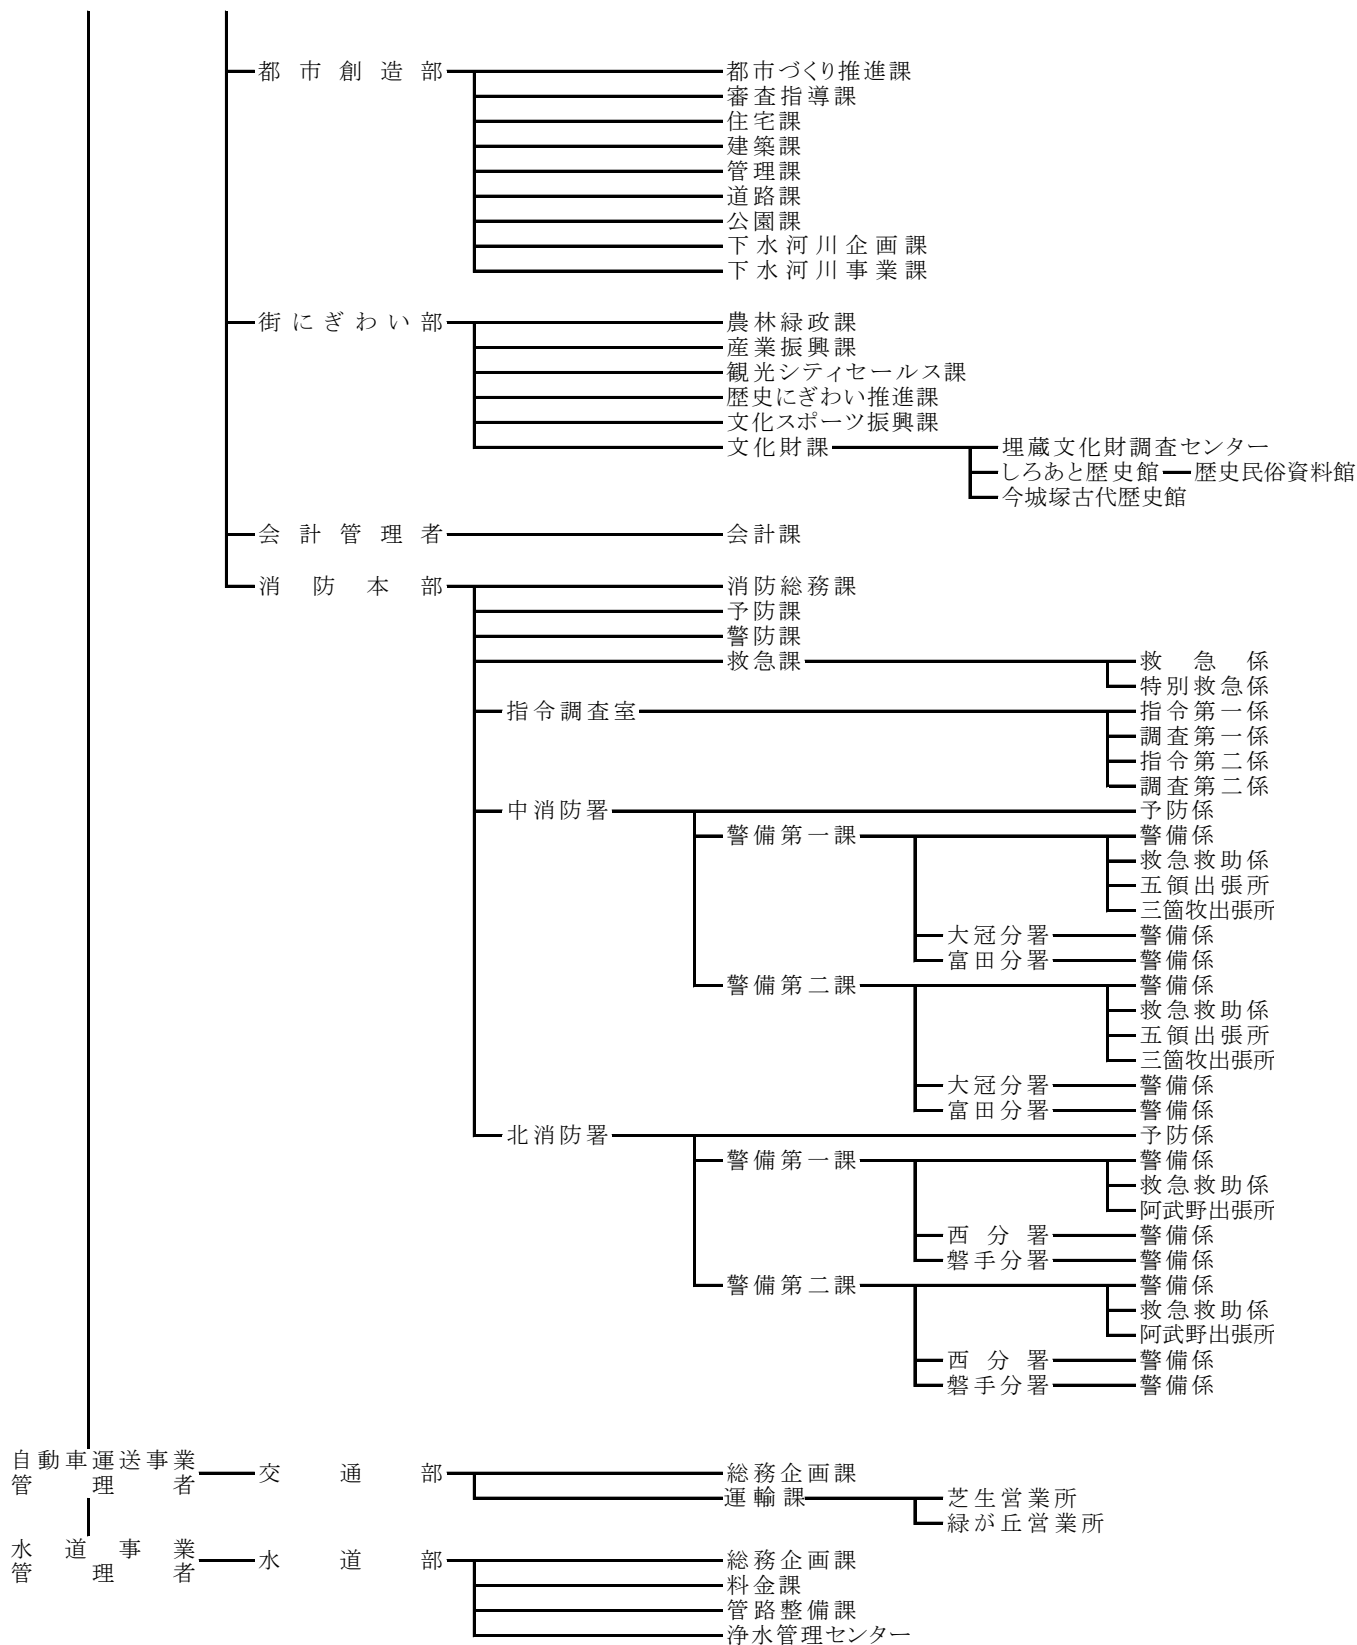 都市創造部 都市づくり推進課
審査指導課
住宅課
建築課
管理課
道路課
公園課
下水河川企画課
下水河川事業課
街にぎわい部 農林緑政課
産業振興課
観光シティセールス課
歴史にぎわい推進課
文化スポーツ振興課
文化財課 埋蔵文化財調査センター
しろあと歴史館 歴史民俗資料館
今城塚古代歴史館
会計管理者 会計課
消防本部 消防総務課
予防課
警防課
救急課 救急係
特別救急係
指令調査室 指令第一係
調査第一係
指令第二係
調査第二係
中消防署 予防係
警備第一課 警備係
救急救助係
五領出張所
三箇牧出張所
大冠分署 警備係
富田分署 警備係
警備第二課 警備係
救急救助係
五領出張所
三箇牧出張所
大冠分署 警備係
富田分署 警備係
北消防署 予防係
警備第一課 警備係
救急救助係
阿武野出張所
西分署 警備係
磐手分署 警備係
警備第二課 警備係
救急救助係
阿武野出張所
西分署 警備係
磐手分署 警備係
自動車運送事業
管理者 交通部 総務企画課
運輸課 芝生営業所
緑が丘営業所
水道事業
管理者 水道部 総務企画課
料金課
管路整備課
浄水管理センター